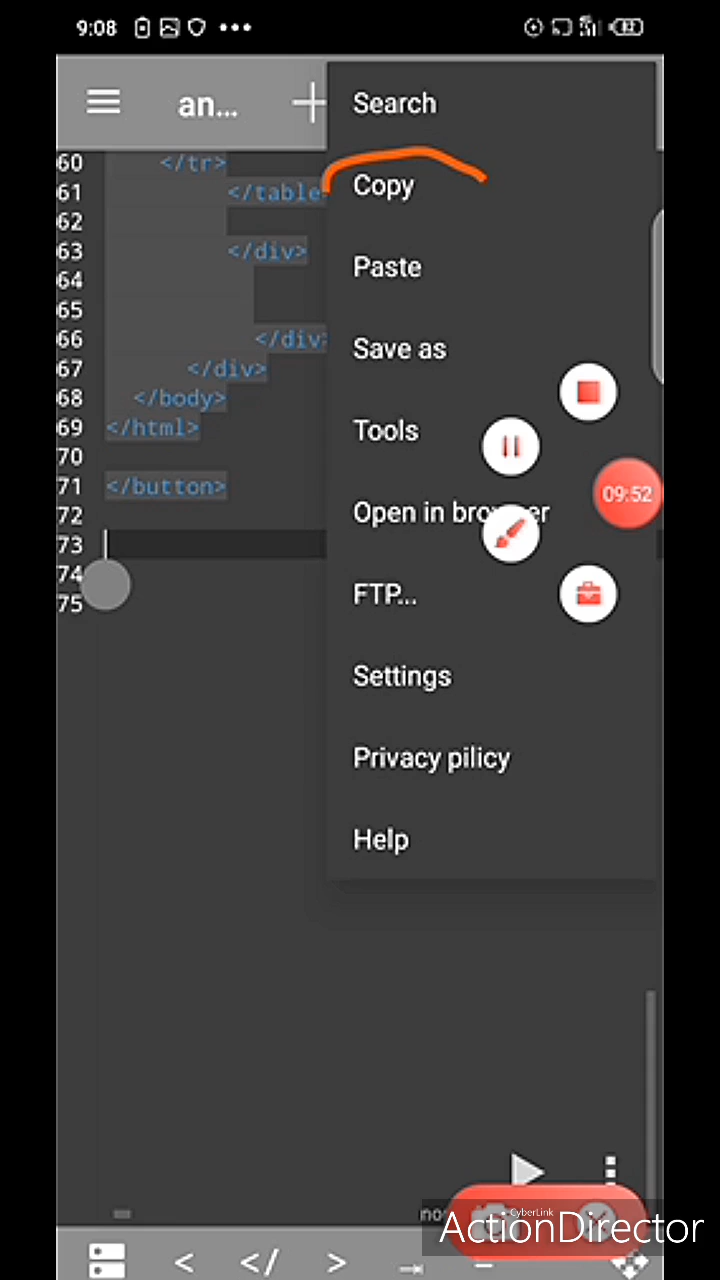 9:08
an...
Search
60 </tr>
Copy
61 </table
62
63 </div>
Paste
64
65
66 </div>
Save as
67 </div>
68 </body>
69 </html>
Tools
70
71 </button>
09:52
72
Open in browser
73
74
75
FTP...
Settings
Privacy pilicy
Help
CyberLink
ActionDirector
< </ >